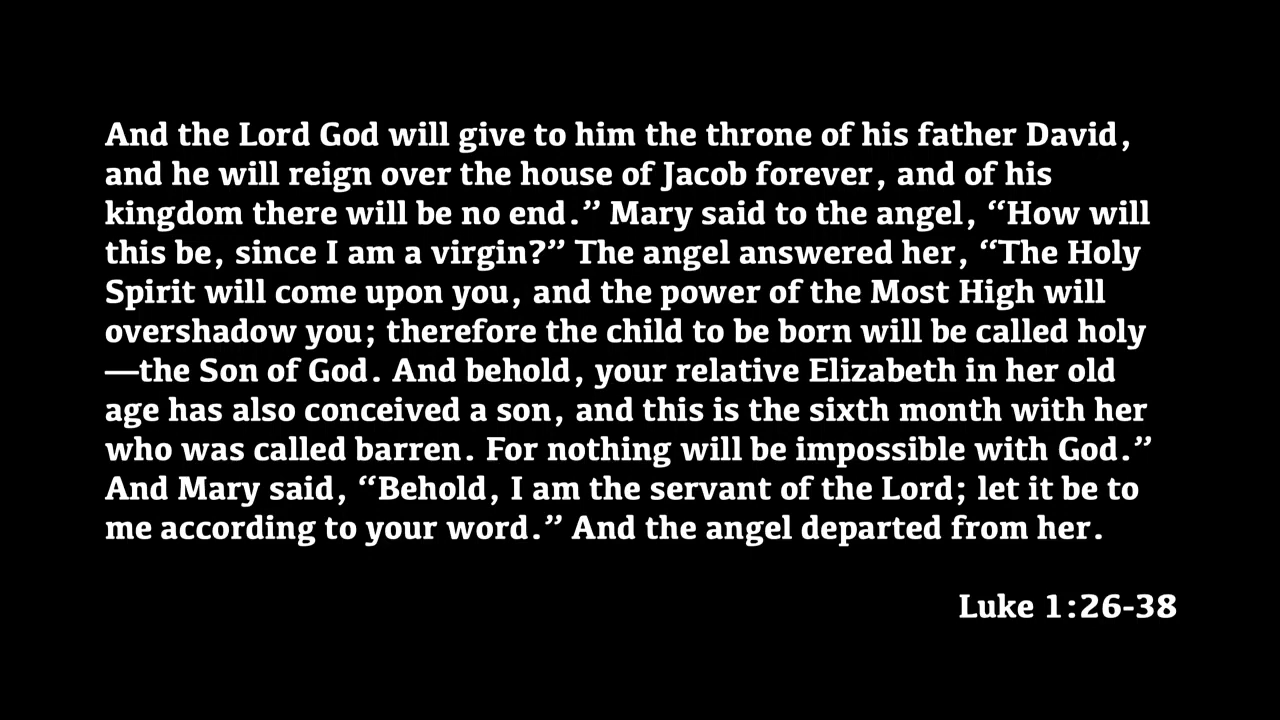 And the Lord God will give to him the throne of his father David,
and he will reign over the house of Jacob forever, and of his
kingdom there will be no end.” Mary said to the angel, “How will
this be, since I am a virgin?” The angel answered her, “The Holy
Spirit will come upon you, and the power of the Most High will
overshadow you; therefore the child to be born will be called holy
—the Son of God. And behold, your relative Elizabeth in her old
age has also conceived a son, and this is the sixth month with her
who was called barren. For nothing will be impossible with God.”
And Mary said, “Behold, I am the servant of the Lord; let it be to
me according to your word.” And the angel departed from her.
Luke 1:26-38